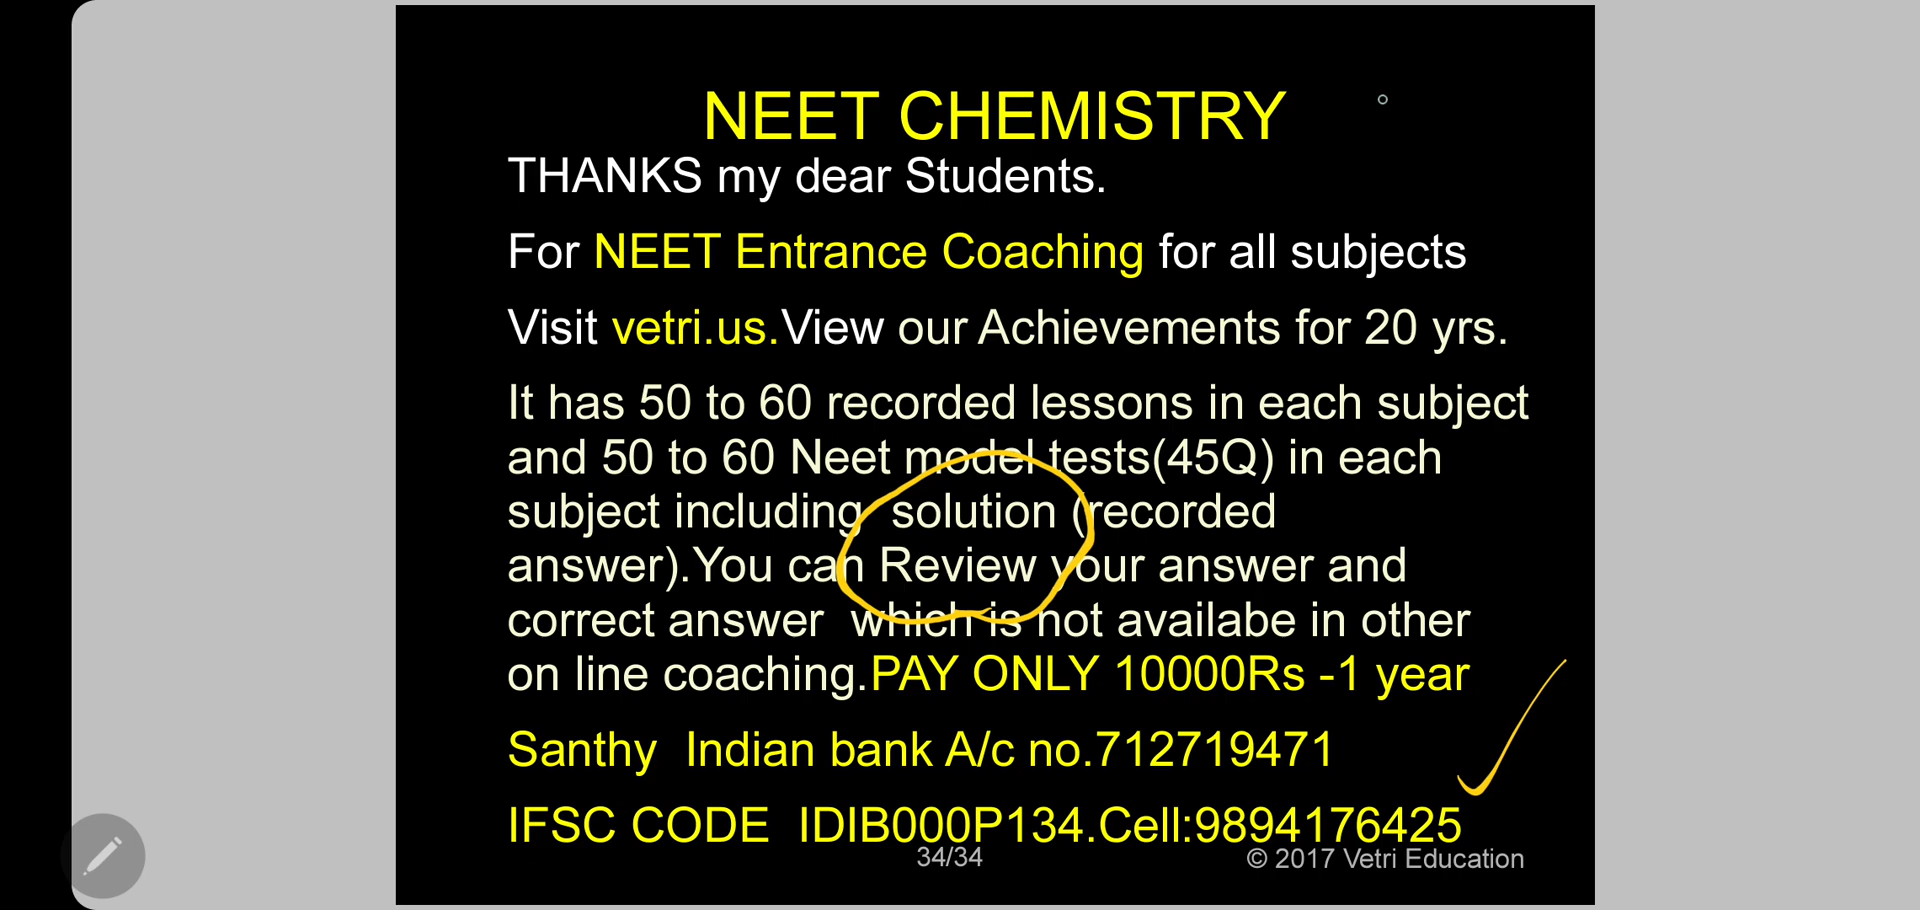 NEET CHEMISTRY
THANKS my dear Students.
For NEET Entrance Coaching for all subjects
Visit vetri.us.View our Achievements for 20 yrs.
It has 50 to 60 recorded lessons in each subject
and 50 to 60 Neet model tests(45Q) in each
subject including  solution (recorded
answer).You can Review your answer and
correct answer  which is not availabe in other
on line coaching.PAY ONLY 10000Rs -1 year
Santhy  Indian bank A/c no.712719471
IFSC CODE  IDIB000P134.Cell:9894176425
34/34
© 2017 Vetri Education